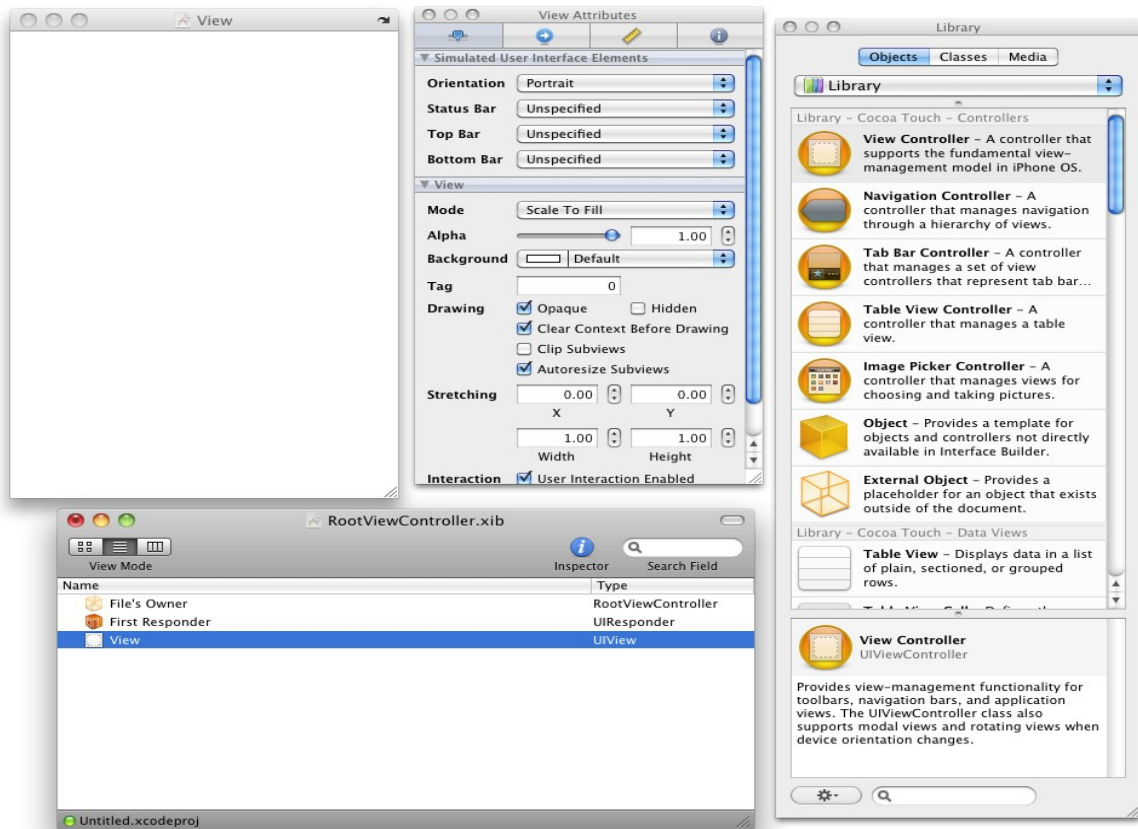 View
View Attributes
Simulated User Interface Elements
Orientation Portrait
Status Bar Unspecified
Top Bar Unspecified
Bottom Bar Unspecified
View
Mode Scale To Fill
Alpha 1.00
Background Default
Tag 0
Drawing Opaque Hidden
Clear Context Before Drawing
Clip Subviews
Autoresize Subviews
Stretching 0.00 0.00
X Y
1.00 1.00
Width Height
Interaction User Interaction Enabled
Library
Objects Classes Media
Library
Library – Cocoa Touch – Controllers
View Controller – A controller that
supports the fundamental view-
management model in iPhone OS.
Navigation Controller – A
controller that manages navigation
through a hierarchy of views.
Tab Bar Controller – A controller
that manages a set of view
controllers that represent tab bar...
Table View Controller – A
controller that manages a table
view.
Image Picker Controller – A
controller that manages views for
choosing and taking pictures.
Object – Provides a template for
objects and controllers not directly
available in Interface Builder.
External Object – Provides a
placeholder for an object that exists
outside of the document.
Library – Cocoa Touch – Data Views
Table View – Displays data in a list
of plain, sectioned, or grouped
rows.
View Controller
UIViewController
Provides view-management functionality for
toolbars, navigation bars, and application
views. The UIViewController class also
supports modal views and rotating views when
device orientation changes.
RootViewController.xib
View Mode Inspector Search Field
Name Type
File's Owner RootViewController
First Responder UIResponder
View UIView
Untitled.xcodeproj